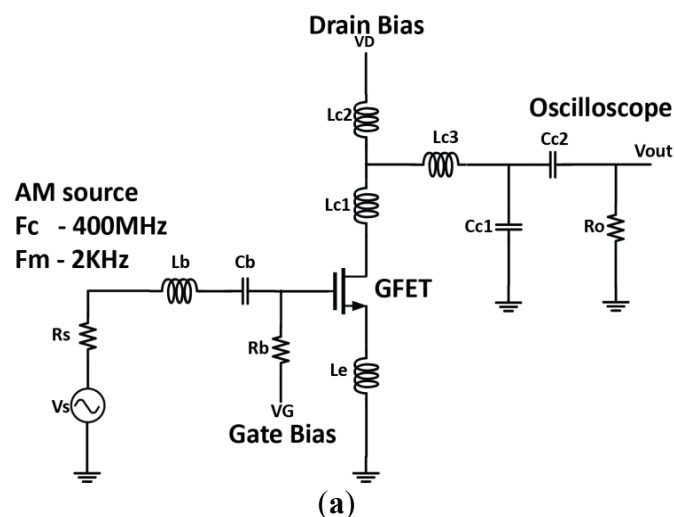 Drain Bias
VD
Lc2
Oscilloscope
Lc3
Cc2
Vout
AM source
Fc - 400MHz
Fm - 2KHz
Lc1
Cc1
Ro
Lb
Cb
GFET
Rs
Rb
Le
Vs
VG
Gate Bias
(a)